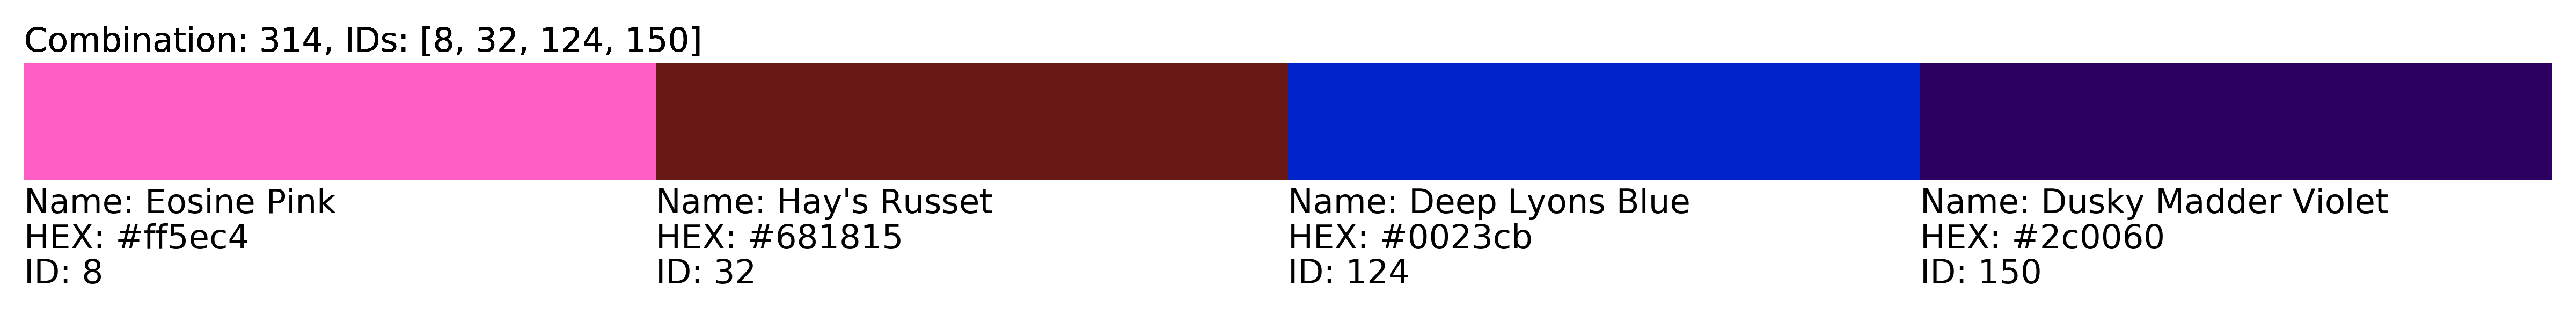 Combination: 314, IDs: [8, 32, 124, 150]
Name: Eosine Pink
HEX: #ff5ec4
ID: 8
Name: Hay's Russet
HEX: #681815
ID: 32
Name: Deep Lyons Blue
HEX: #0023cb
ID: 124
Name: Dusky Madder Violet
HEX: #2c0060
ID: 150